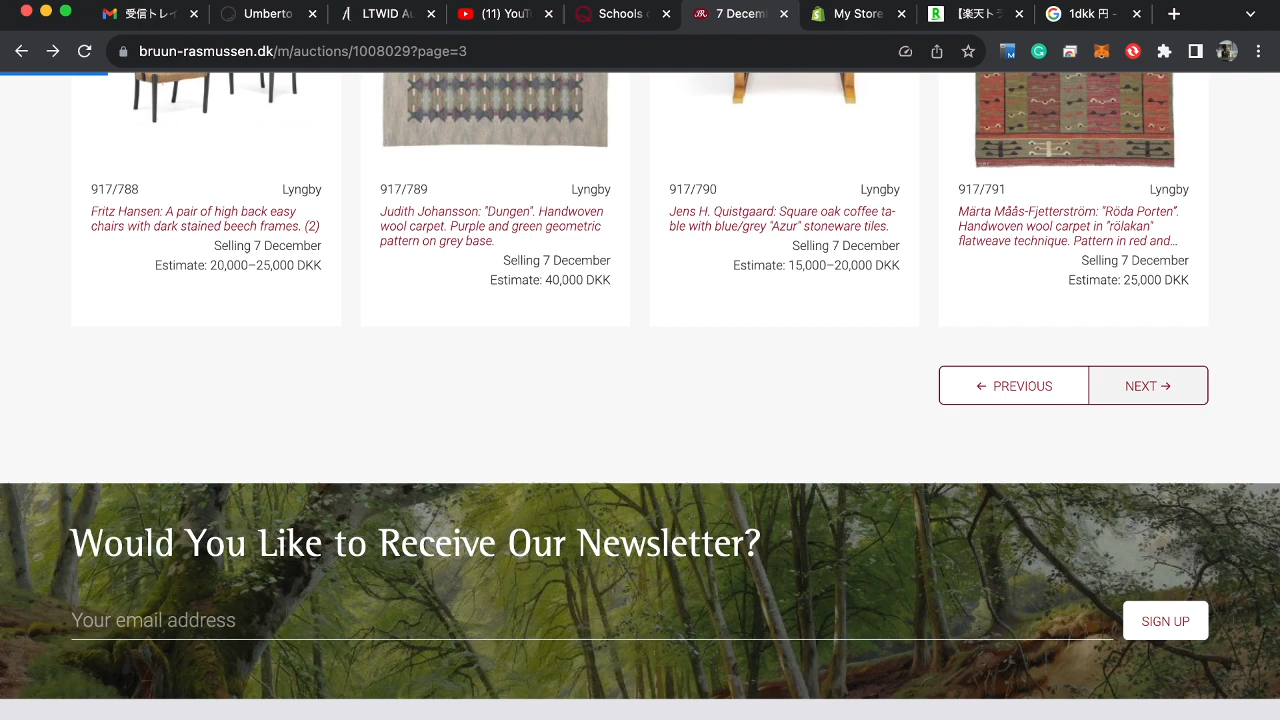 受信トレイ
Umberto
LTWID Au
(11) YouTu
Schools o
7 Decemb
My Store
【楽天トラ
1dkk 円 -
bruun-rasmussen.dk/m/auctions/1008029?page=3
917/788 Lyngby
Fritz Hansen: A pair of high back easy
chairs with dark stained beech frames. (2)
Selling 7 December
Estimate: 20,000–25,000 DKK
917/789 Lyngby
Judith Johansson: "Dungen". Handwoven
wool carpet. Purple and green geometric
pattern on grey base.
Selling 7 December
Estimate: 40,000 DKK
917/790 Lyngby
Jens H. Quistgaard: Square oak coffee ta-
ble with blue/grey "Azur" stoneware tiles.
Selling 7 December
Estimate: 15,000–20,000 DKK
917/791 Lyngby
Märta Måås-Fjetterström: "Röda Porten".
Handwoven wool carpet in "rölakan"
flatweave technique. Pattern in red and...
Selling 7 December
Estimate: 25,000 DKK
← PREVIOUS
NEXT →
Would You Like to Receive Our Newsletter?
Your email address
SIGN UP